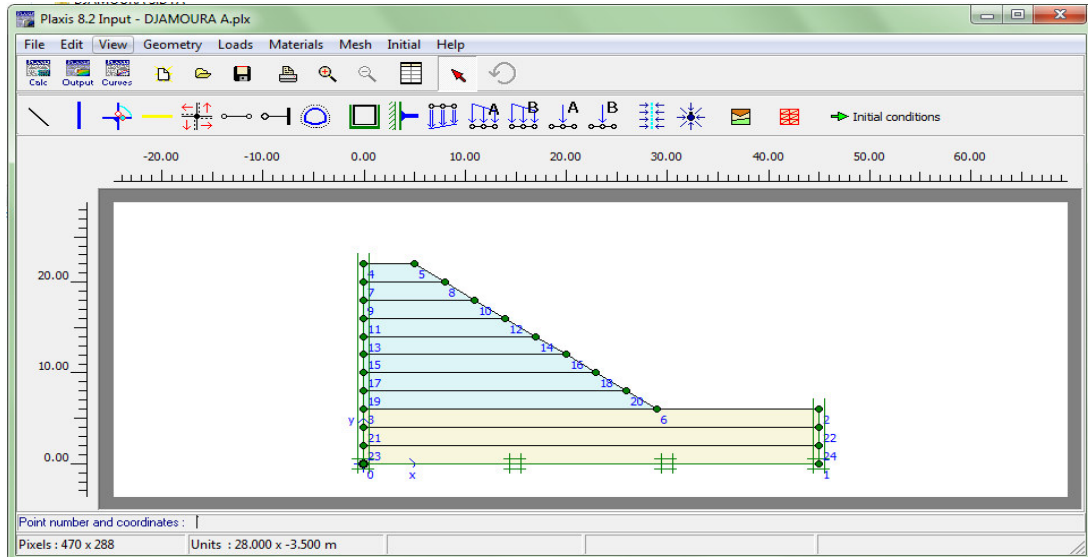 Plaxis 8.2 Input - DJAMOURA A.plx
File Edit View Geometry Loads Materials Mesh Initial Help
Calc Output Curves
A B A B Initial conditions
-20.00 -10.00 0.00 10.00 20.00 30.00 40.00 50.00 60.00
20.00
4 5
7 8
9 10
11 12
13 14
10.00
15 16
17 18
19 20
y 3 6 2
21 22
0.00
23 24
0 x 1
Point number and coordinates :
Pixels : 470 x 288 Units : 28.000 x -3.500 m